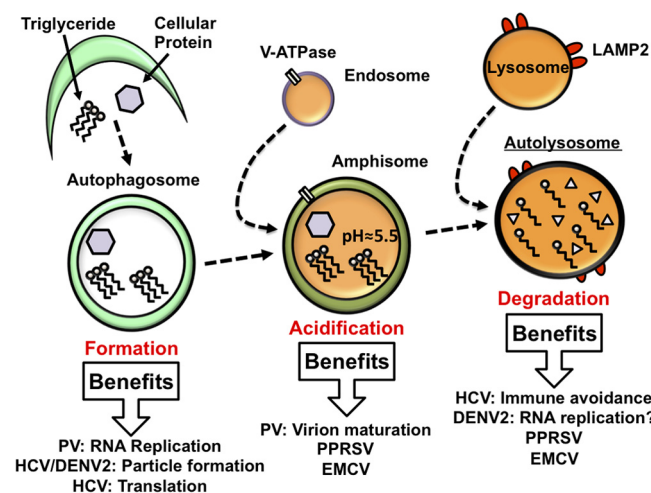 Triglyceride
Cellular
Protein
V-ATPase
Endosome
Lysosome
LAMP2
Autophagosome
Amphisome
Autolysosome
pH≈5.5
Formation
Acidification
Degradation
Benefits
Benefits
Benefits
PV: RNA Replication
HCV/DENV2: Particle formation
HCV: Translation
PV: Virion maturation
PPRSV
EMCV
HCV: Immune avoidance
DENV2: RNA replication?
PPRSV
EMCV